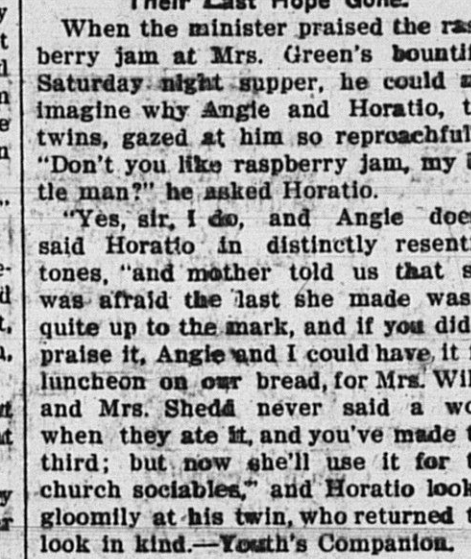 Their Last Hope Gone.
When the minister praised the ras
berry jam at Mrs. Green's bounti
Saturday night supper, he could
imagine why Angie and Horatio, t
twins, gazed at him so reproachful
"Don't you like raspberry jam, my
tle man?" he asked Horatio.
"Yes, sir, I do, and Angie doe
said Horatio in distinctly resent
tones, "and mother told us that s
was afraid the last she made was
quite up to the mark, and if you did
praise it, Angie and I could have it
luncheon on our bread, for Mrs. Wil
and Mrs. Shedd never said a wo
when they ate it, and you've made t
third; but now she'll use it for t
church sociables," and Horatio look
gloomily at his twin, who returned t
look in kind.—Youth's Companion.